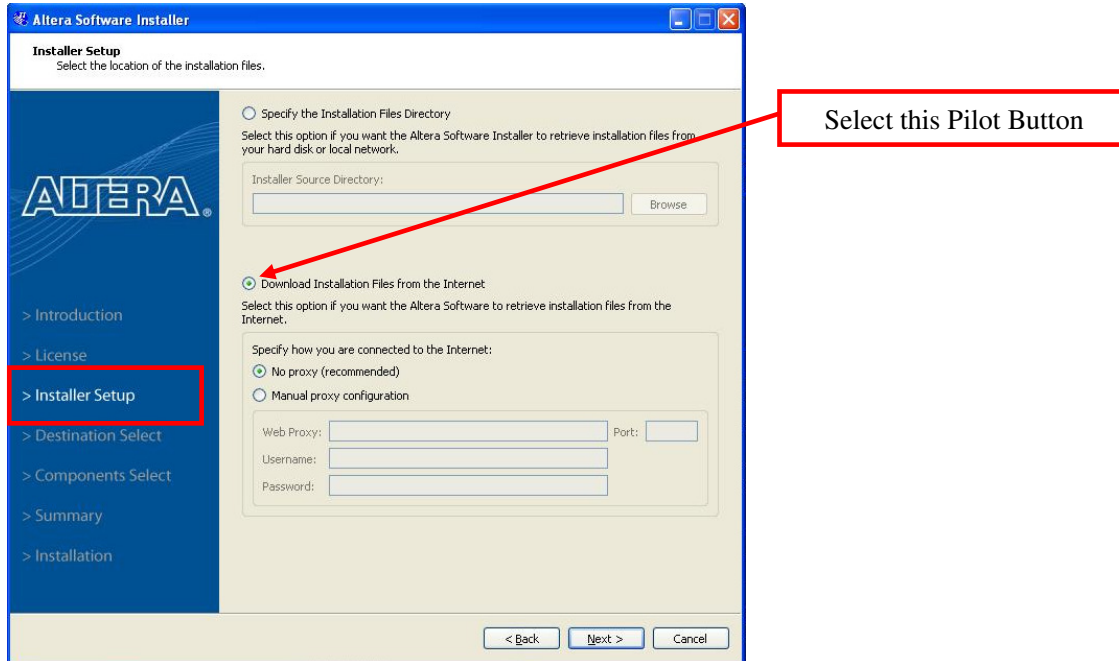 Altera Software Installer
Installer Setup
Select the location of the installation files.
Specify the Installation Files Directory
Select this option if you want the Altera Software Installer to retrieve installation files from
your hard disk or local network.
Installer Source Directory:
Browse
Select this Pilot Button
ALTERA®
Download Installation Files from the Internet
Select this option if you want the Altera Software to retrieve installation files from the
Internet.
Specify how you are connected to the Internet:
No proxy (recommended)
Manual proxy configuration
Web Proxy:
Port:
Username:
Password:
> Introduction
> License
> Installer Setup
> Destination Select
> Components Select
> Summary
> Installation
< Back
Next >
Cancel